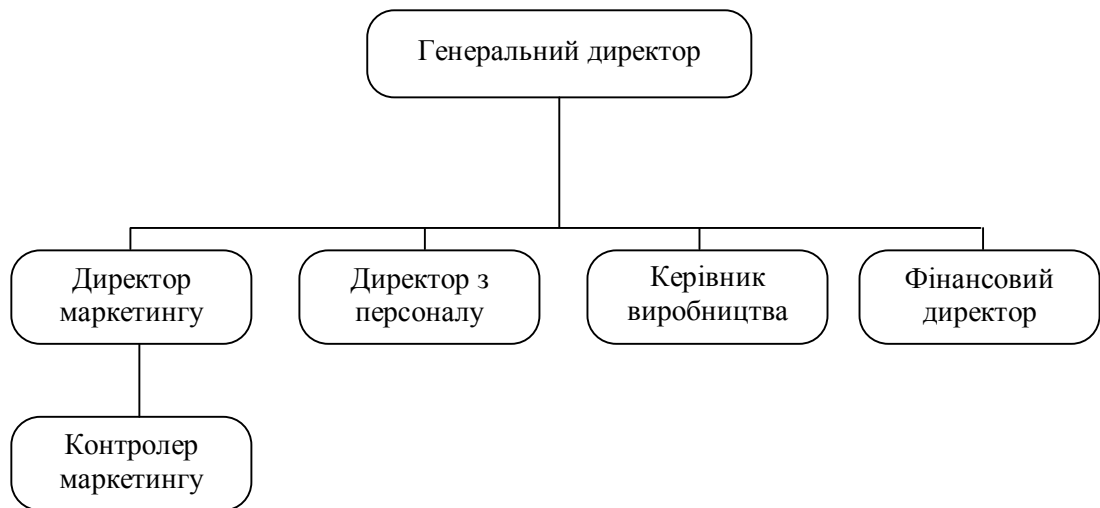 Генеральний директор
Директор
маркетингу
Директор з
персоналу
Керівник
виробництва
Фінансовий
директор
Контролер
маркетингу